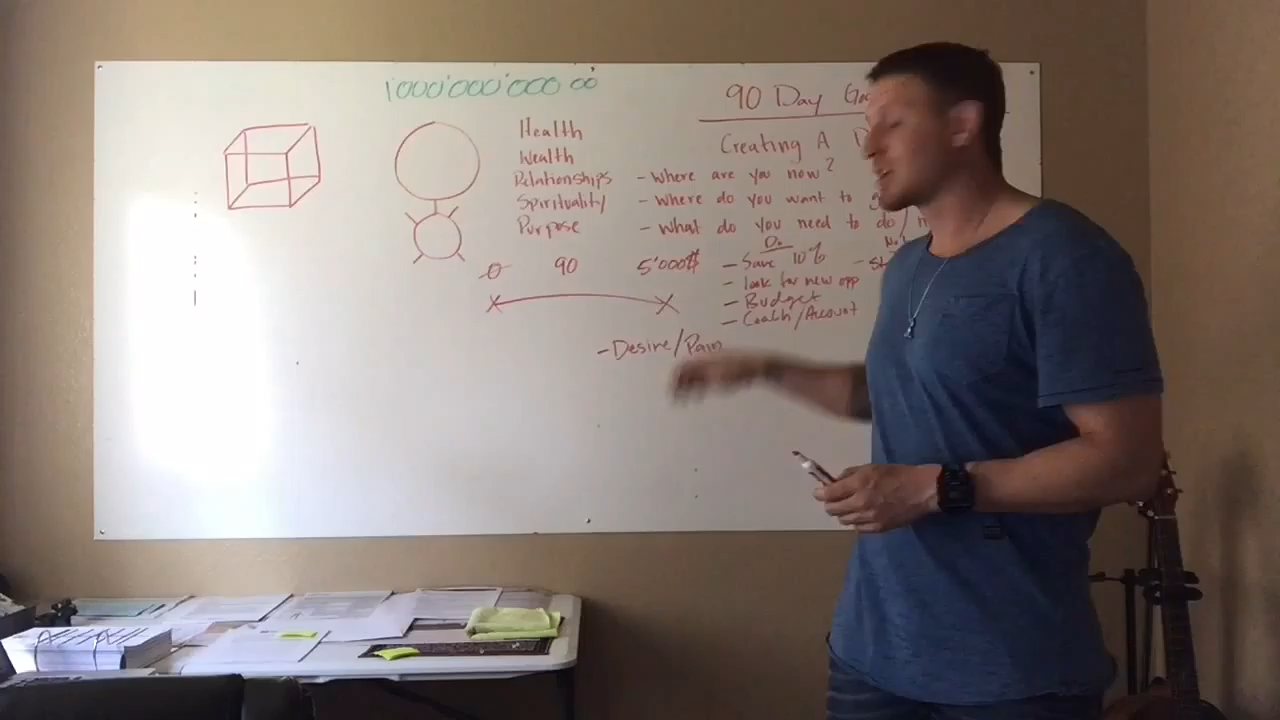 1000'000'000 00
90 Day
Creating A
Health
Wealth
Relationships
Spirituality
Purpose
- Where are you now?
- Where do you want to
- What do you need to do /
0 90 5'000$
Do
- Save 10%
- look for new opp
- Budget
- Coach/Account
- Desire/Pain